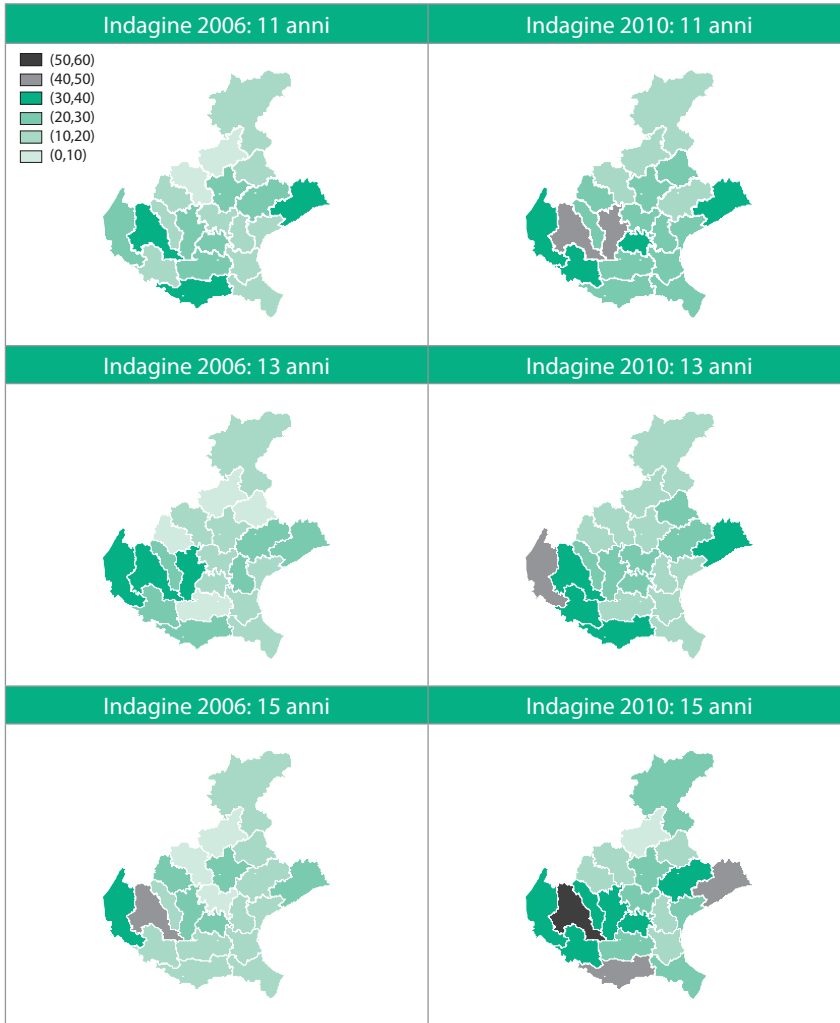 Indagine 2006: 11 anni
Indagine 2010: 11 anni
(50,60)
(40,50)
(30,40)
(20,30)
(10,20)
(0,10)
Indagine 2006: 13 anni
Indagine 2010: 13 anni
Indagine 2006: 15 anni
Indagine 2010: 15 anni